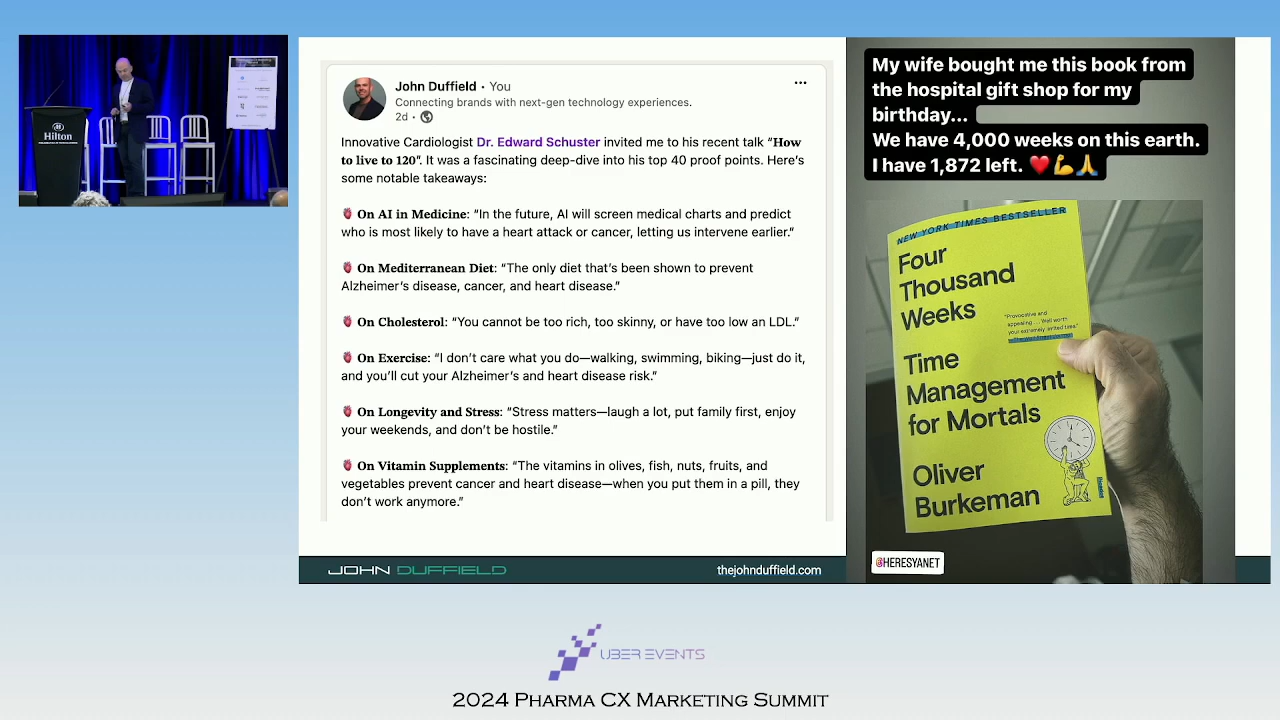 Hilton
John Duffield · You
Connecting brands with next-gen technology experiences.
2d ·
Innovative Cardiologist Dr. Edward Schuster invited me to his recent talk “How
to live to 120”. It was a fascinating deep-dive into his top 40 proof points. Here’s
some notable takeaways:
🫀 On AI in Medicine: “In the future, AI will screen medical charts and predict
who is most likely to have a heart attack or cancer, letting us intervene earlier.”
🫀 On Mediterranean Diet: “The only diet that’s been shown to prevent
Alzheimer’s disease, cancer, and heart disease.”
🫀 On Cholesterol: “You cannot be too rich, too skinny, or have too low an LDL.”
🫀 On Exercise: “I don’t care what you do—walking, swimming, biking—just do it,
and you’ll cut your Alzheimer’s and heart disease risk.”
🫀 On Longevity and Stress: “Stress matters—laugh a lot, put family first, enjoy
your weekends, and don’t be hostile.”
🫀 On Vitamin Supplements: “The vitamins in olives, fish, nuts, fruits, and
vegetables prevent cancer and heart disease—when you put them in a pill, they
don’t work anymore.”
JOHN DUFFIELD
thejohnduffield.com
My wife bought me this book from
the hospital gift shop for my
birthday...
We have 4,000 weeks on this earth.
I have 1,872 left. ❤️💪🙏
NEW YORK TIMES BESTSELLER
Four
Thousand
Weeks
"Provocative and
appealing . . . Well worth
your extremely limited time."
Time
Management
for Mortals
Oliver
Burkeman
@HERESYANET
UBER EVENTS
2024 Pharma CX Marketing Summit